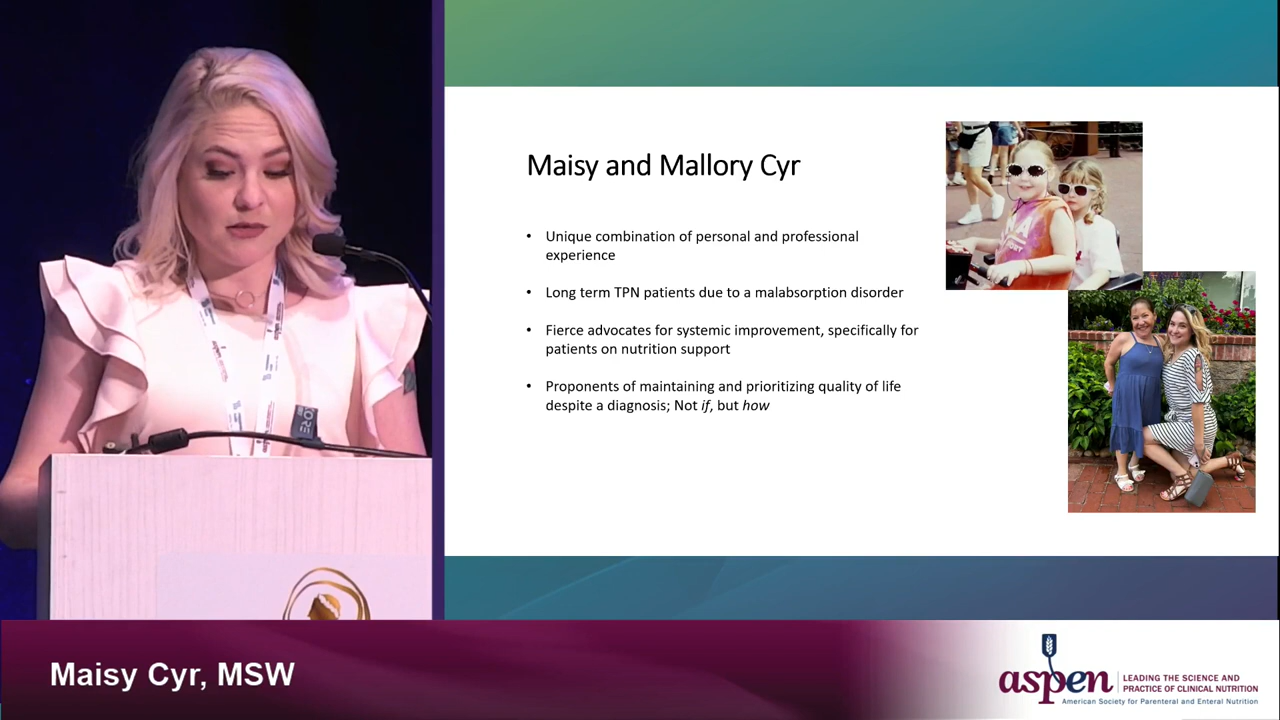 Maisy and Mallory Cyr
• Unique combination of personal and professional
experience
• Long term TPN patients due to a malabsorption disorder
• Fierce advocates for systemic improvement, specifically for
patients on nutrition support
• Proponents of maintaining and prioritizing quality of life
despite a diagnosis; Not if, but how
Maisy Cyr, MSW
aspen
LEADING THE SCIENCE AND
PRACTICE OF CLINICAL NUTRITION
American Society for Parenteral and Enteral Nutrition